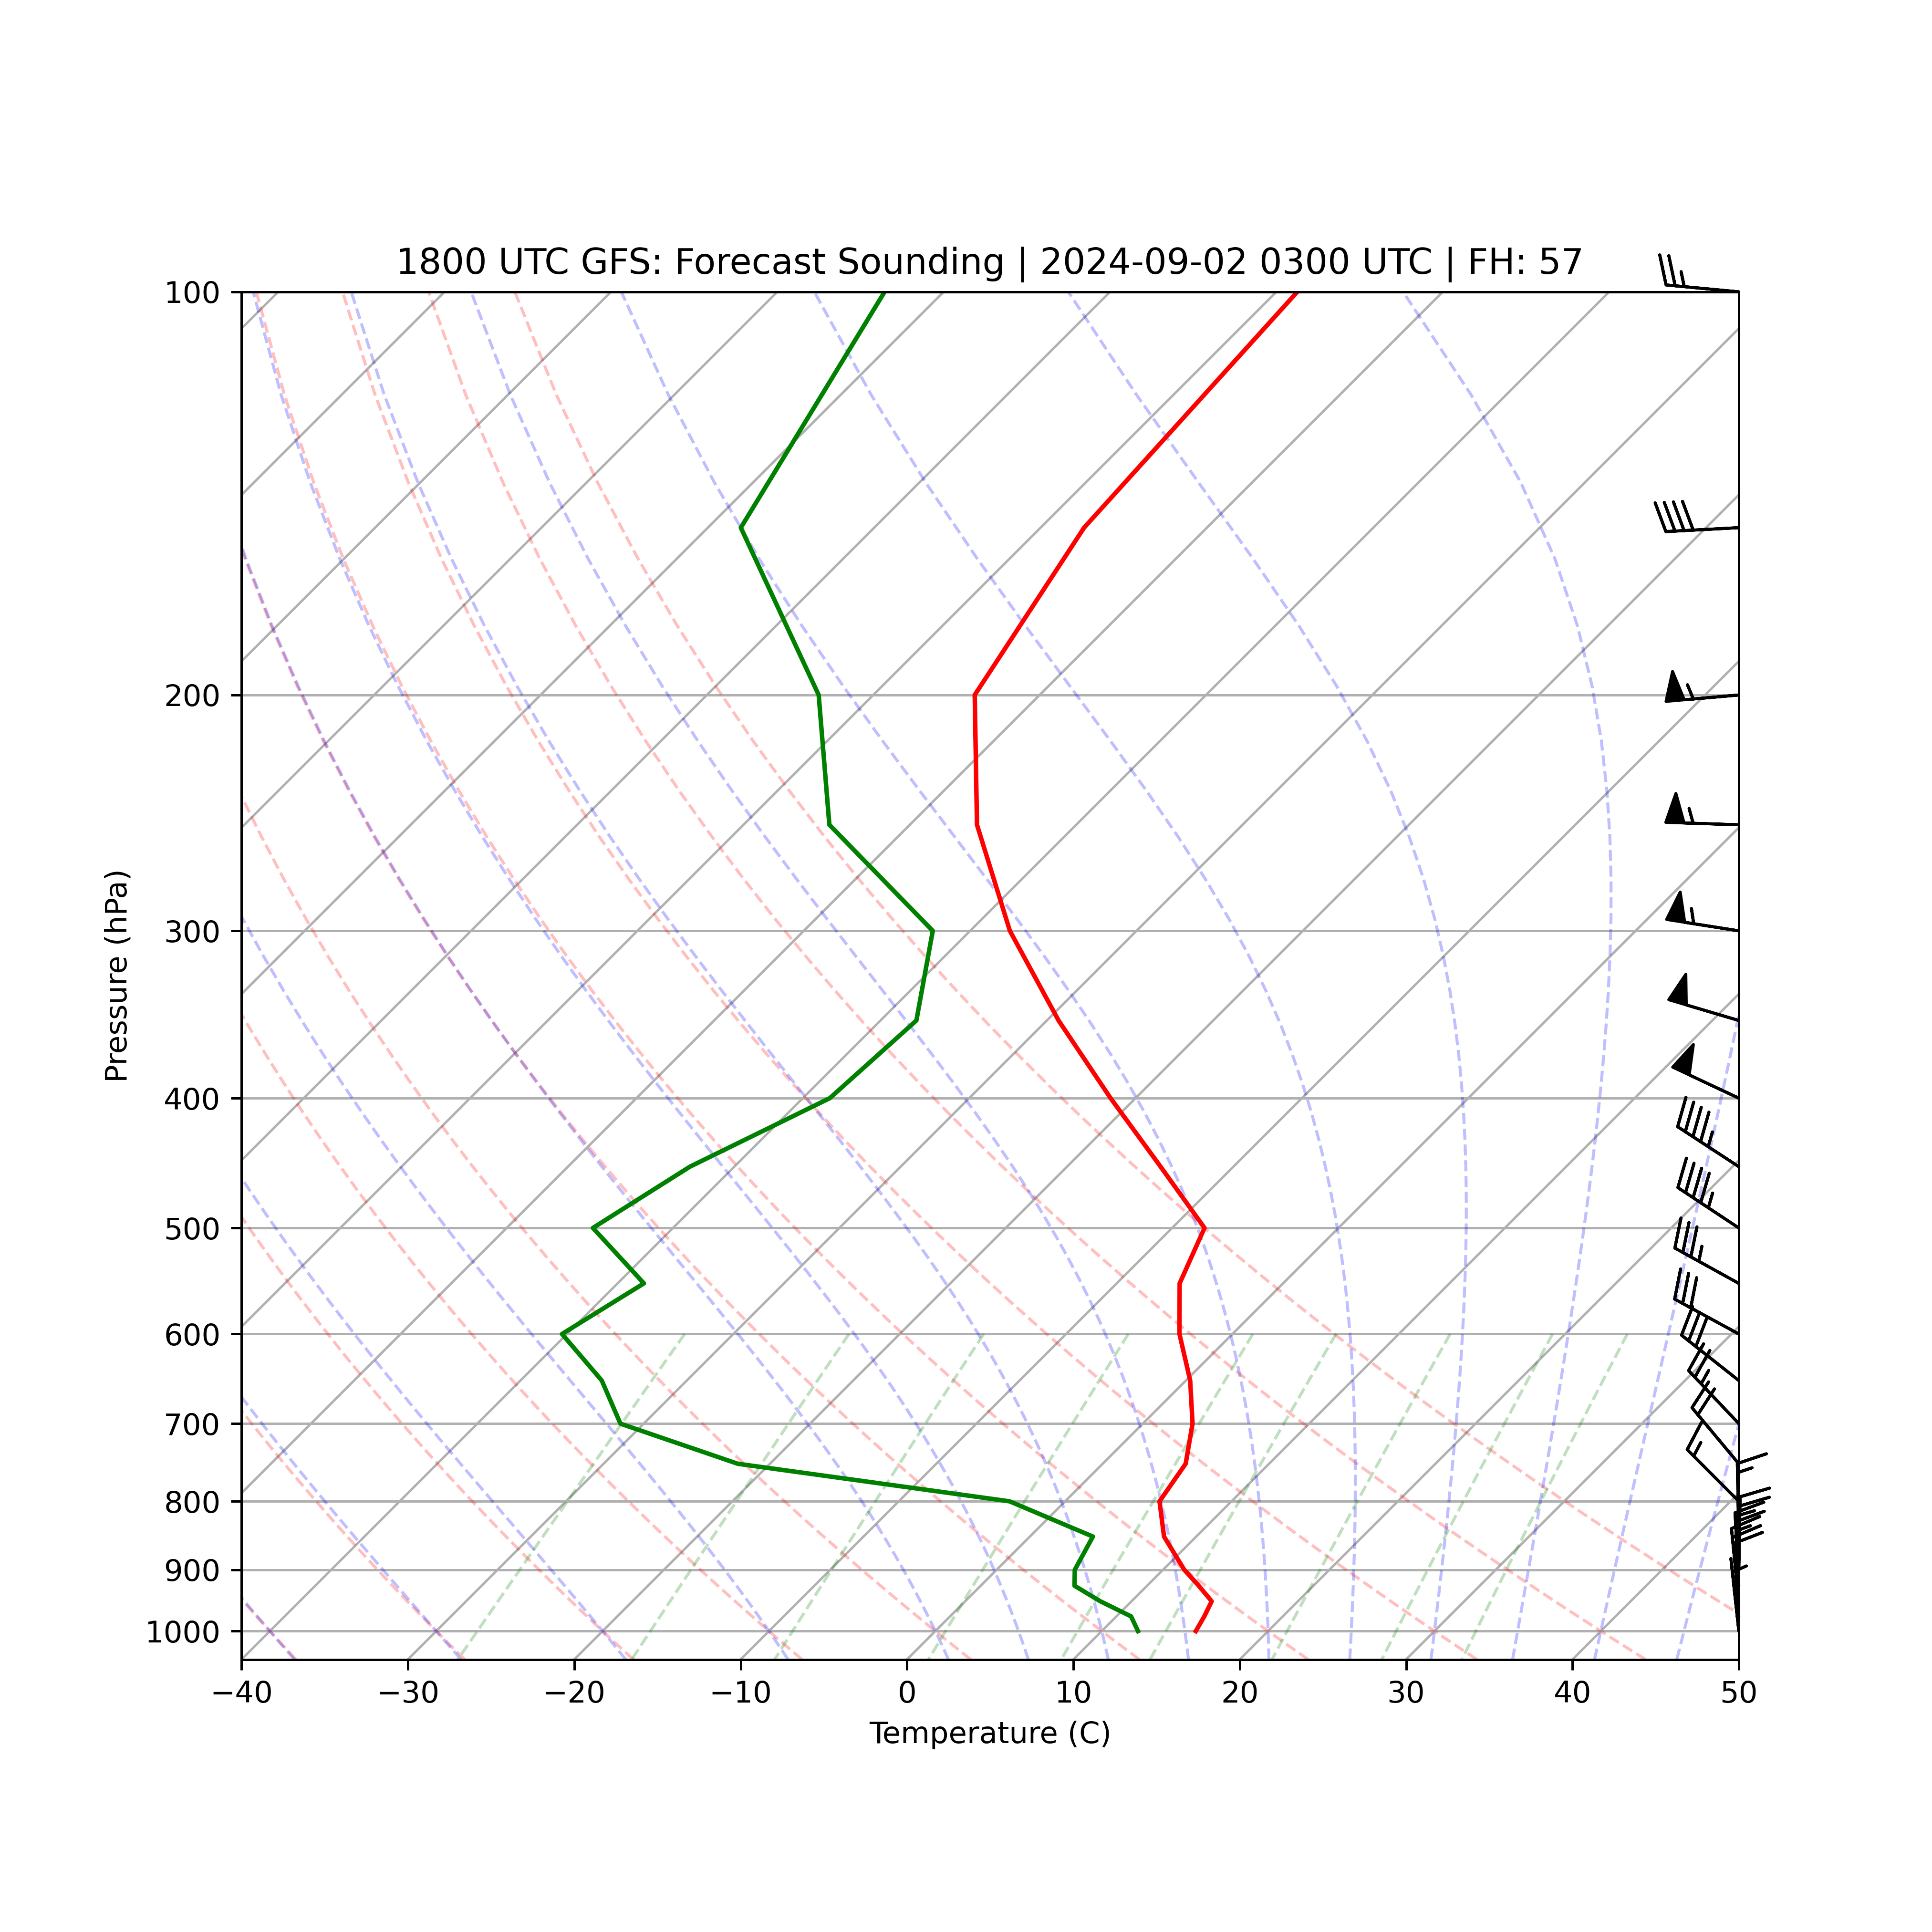 1800 UTC GFS: Forecast Sounding | 2024-09-02 0300 UTC | FH: 57
100
200
300
400
500
600
700
800
900
1000
Pressure (hPa)
−40 −30 −20 −10 0 10 20 30 40 50
Temperature (C)